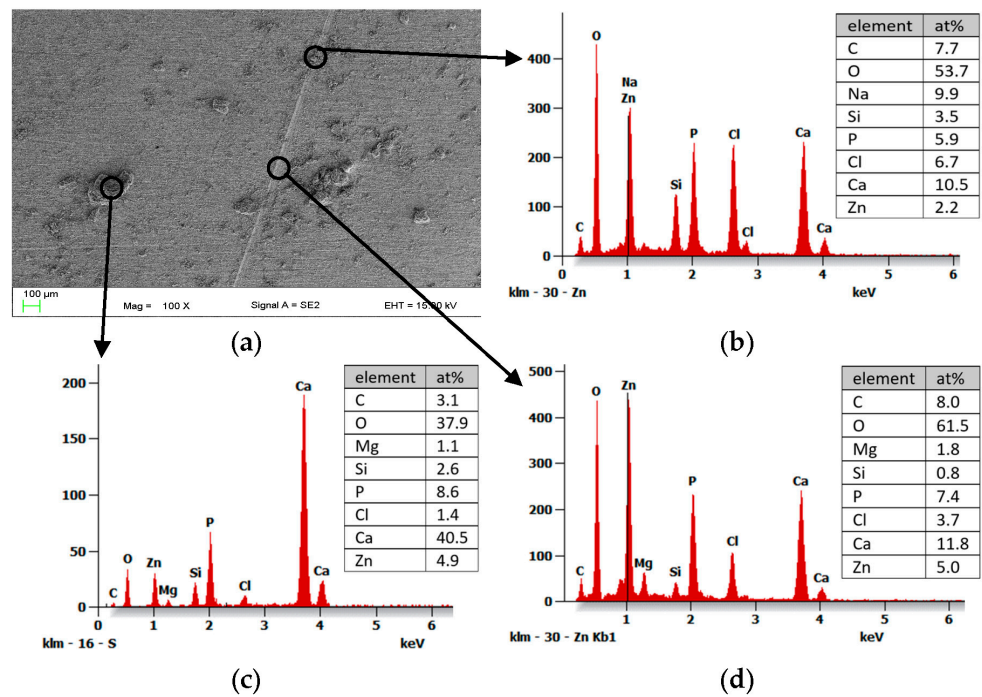 100 µm
Mag = 100 X
Signal A = SE2
EHT = 15.00 kV
(a)
400
300
200
100
0
O
Na
Zn
P
Cl
Ca
Si
C
Cl
Ca
0 1 2 3 4 5 6
klm - 30 - Zn
keV
element at%
C 7.7
O 53.7
Na 9.9
Si 3.5
P 5.9
Cl 6.7
Ca 10.5
Zn 2.2
(b)
200
150
100
50
0
Ca
P
O
Zn
Si
Mg
C
Cl
Ca
1 2 3 4 5 6
klm - 16 - S
keV
element at%
C 3.1
O 37.9
Mg 1.1
Si 2.6
P 8.6
Cl 1.4
Ca 40.5
Zn 4.9
(c)
500
400
300
200
100
0
O
Zn
P
Ca
Cl
C
Mg
Si
Ca
0 1 2 3 4 5 6
klm - 30 - Zn Kb1
keV
element at%
C 8.0
O 61.5
Mg 1.8
Si 0.8
P 7.4
Cl 3.7
Ca 11.8
Zn 5.0
(d)